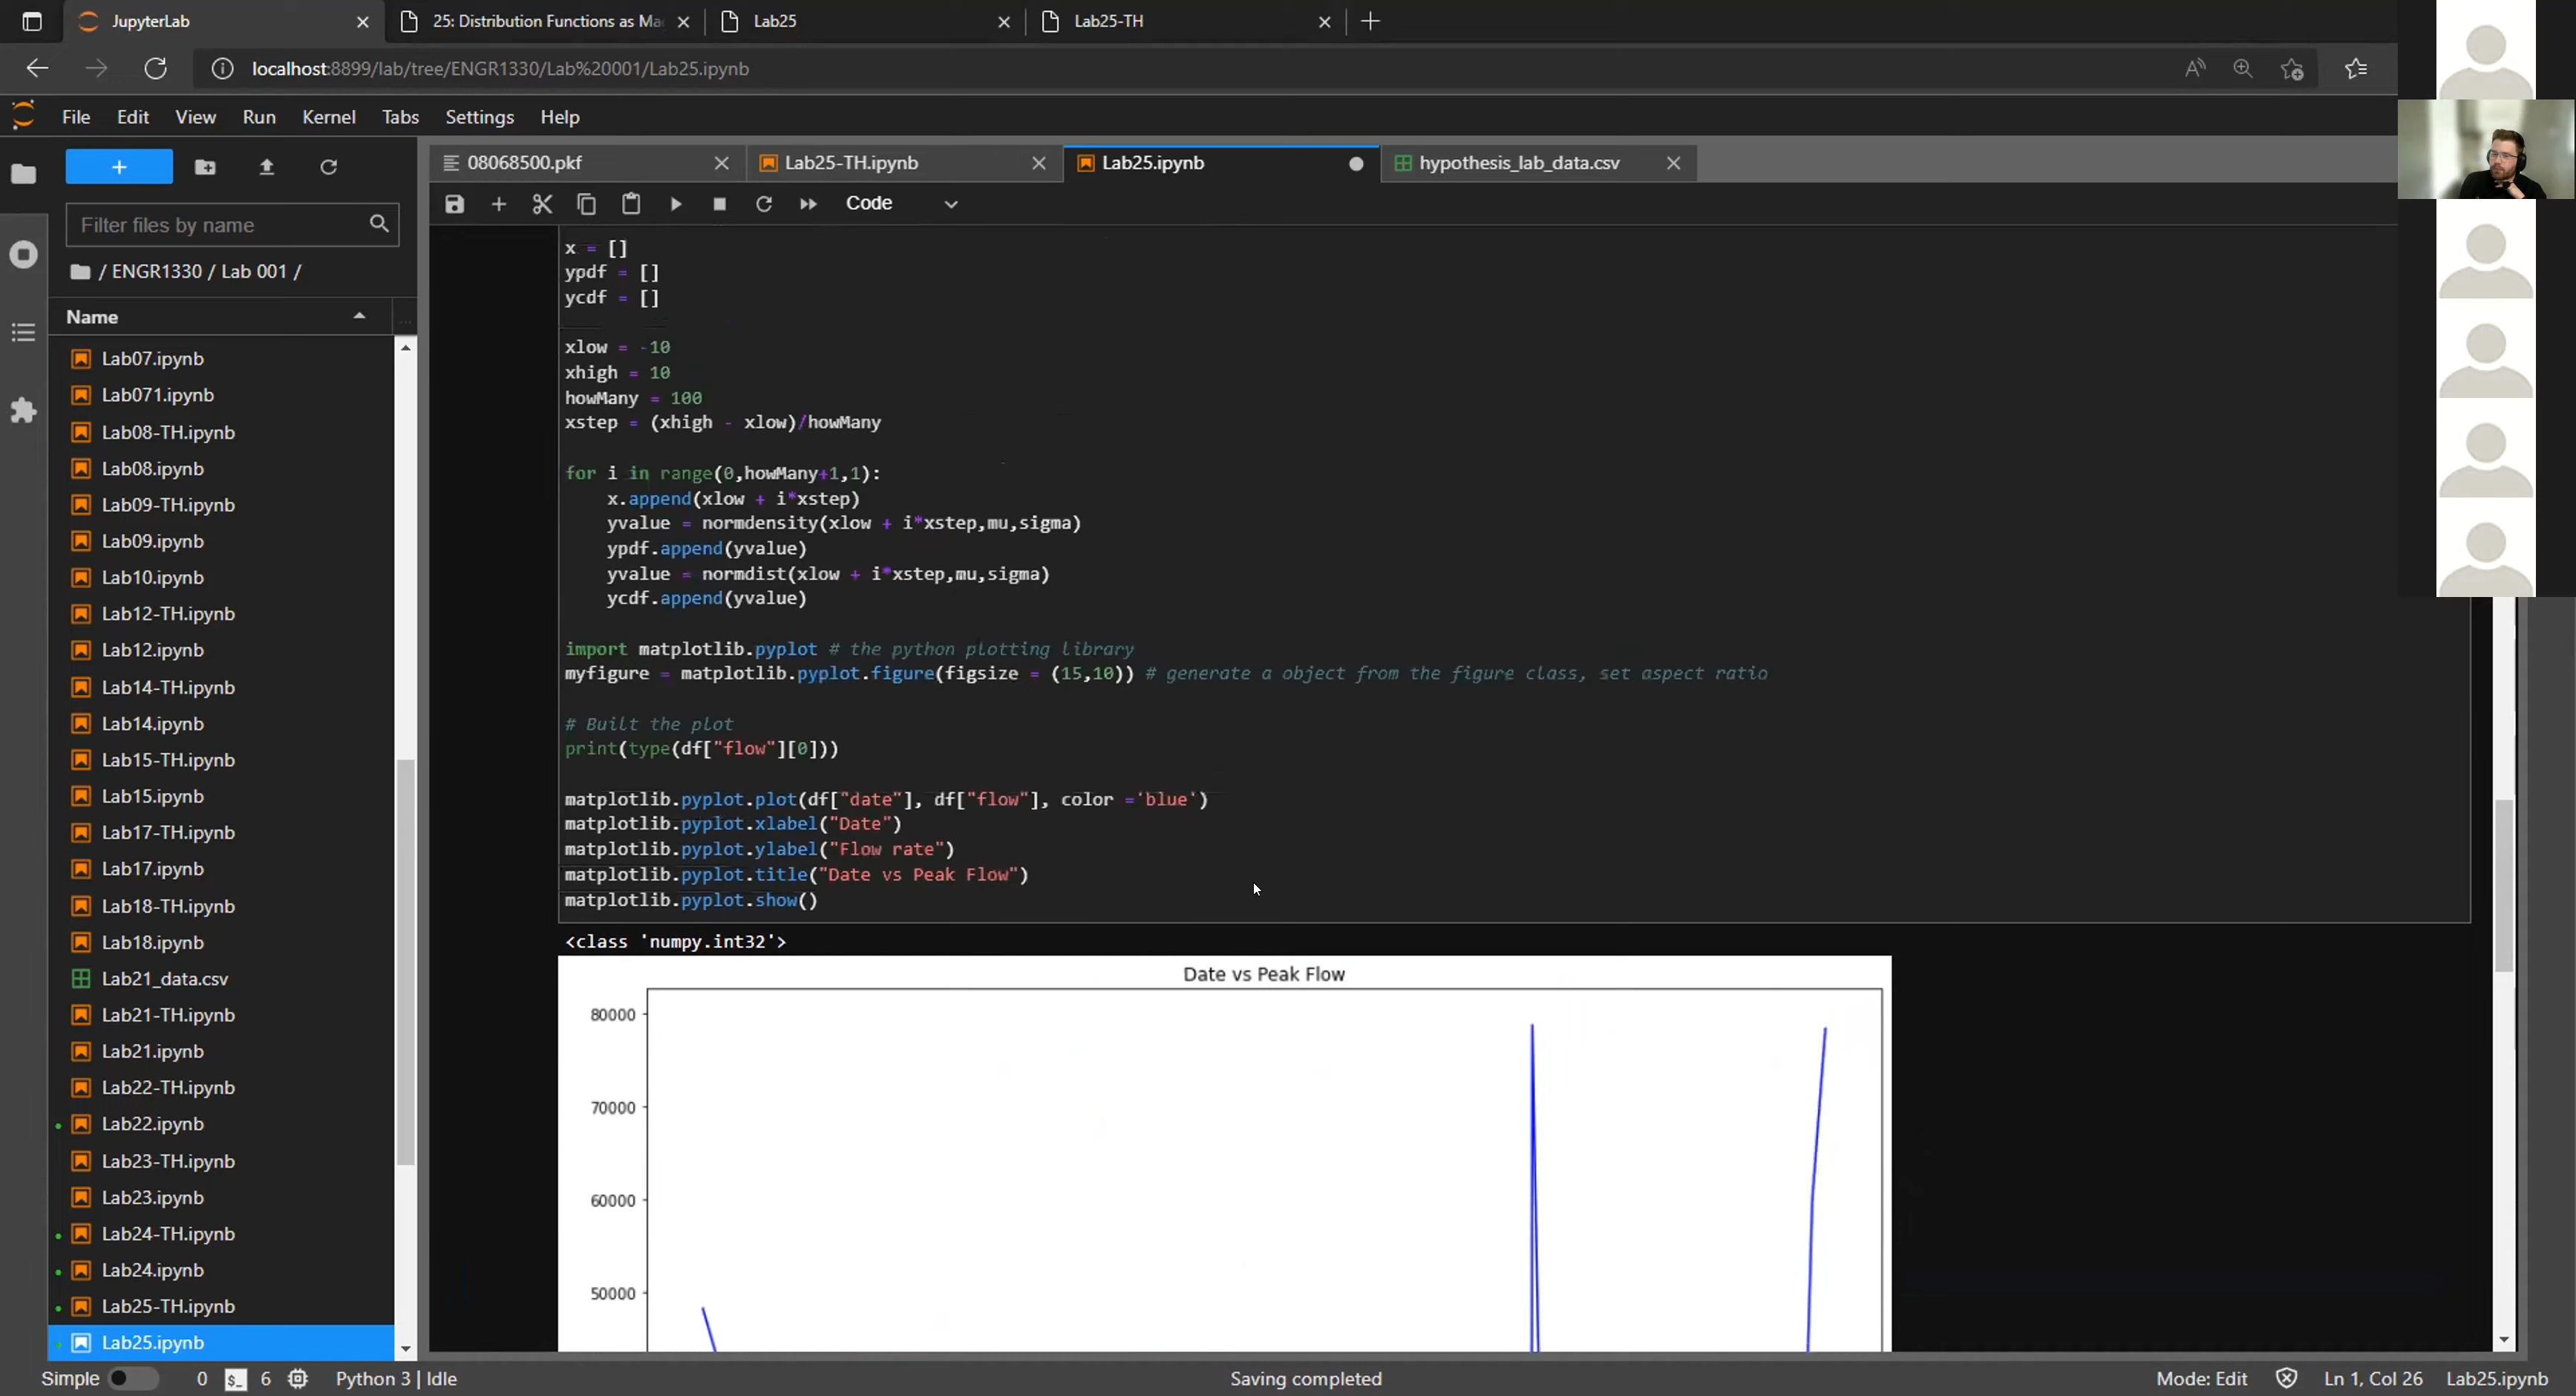 JupyterLab
25: Distribution Functions as Ma
Lab25
Lab25-TH
localhost:8899/lab/tree/ENGR1330/Lab%20001/Lab25.ipynb
File Edit View Run Kernel Tabs Settings Help
08068500.pkf
Lab25-TH.ipynb
Lab25.ipynb
hypothesis_lab_data.csv
Code
Filter files by name
/ ENGR1330 / Lab 001 /
Name
Lab07.ipynb
Lab071.ipynb
Lab08-TH.ipynb
Lab08.ipynb
Lab09-TH.ipynb
Lab09.ipynb
Lab10.ipynb
Lab12-TH.ipynb
Lab12.ipynb
Lab14-TH.ipynb
Lab14.ipynb
Lab15-TH.ipynb
Lab15.ipynb
Lab17-TH.ipynb
Lab17.ipynb
Lab18-TH.ipynb
Lab18.ipynb
Lab21_data.csv
Lab21-TH.ipynb
Lab21.ipynb
Lab22-TH.ipynb
Lab22.ipynb
Lab23-TH.ipynb
Lab23.ipynb
Lab24-TH.ipynb
Lab24.ipynb
Lab25-TH.ipynb
Lab25.ipynb
x = []
ypdf = []
ycdf = []
xlow = -10
xhigh = 10
howMany = 100
xstep = (xhigh - xlow)/howMany
for i in range(0,howMany+1,1):
x.append(xlow + i*xstep)
yvalue = normdensity(xlow + i*xstep,mu,sigma)
ypdf.append(yvalue)
yvalue = normdist(xlow + i*xstep,mu,sigma)
ycdf.append(yvalue)
import matplotlib.pyplot # the python plotting library
myfigure = matplotlib.pyplot.figure(figsize = (15,10)) # generate a object from the figure class, set aspect ratio
# Built the plot
print(type(df["flow"][0]))
matplotlib.pyplot.plot(df["date"], df["flow"], color ='blue')
matplotlib.pyplot.xlabel("Date")
matplotlib.pyplot.ylabel("Flow rate")
matplotlib.pyplot.title("Date vs Peak Flow")
matplotlib.pyplot.show()
<class 'numpy.int32'>
Date vs Peak Flow
80000
70000
60000
50000
Simple 0 6 Python 3 | Idle
Saving completed
Mode: Edit Ln 1, Col 26 Lab25.ipynb